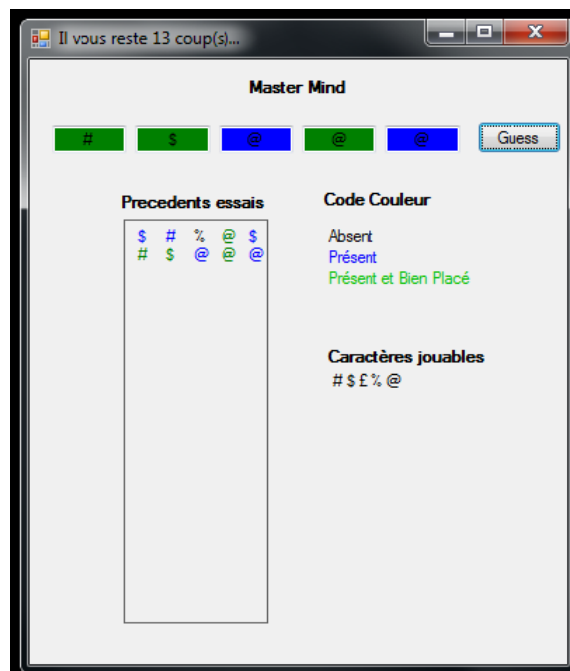 Il vous reste 13 coup(s)...
Master Mind
# $ @ @ @ Guess
Precedents essais
$ # % @ $
# $ @ @ @
Code Couleur
Absent
Présent
Présent et Bien Placé
Caractères jouables
# $ £ % @